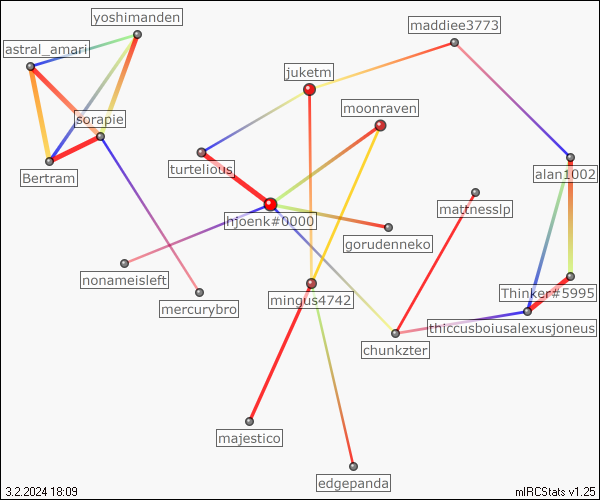 yoshimanden
maddiee3773
astral_amari
juketm
moonraven
sorapie
turtelious
alan1002
Bertram
mattnesslp
hjoenk#0000
gorudenneko
nonameisleft
Thinker#5995
mingus4742
mercurybro
thiccusboiusalexusjoneus
chunkzter
majestico
edgepanda
3.2.2024 18:09
mIRCStats v1.25